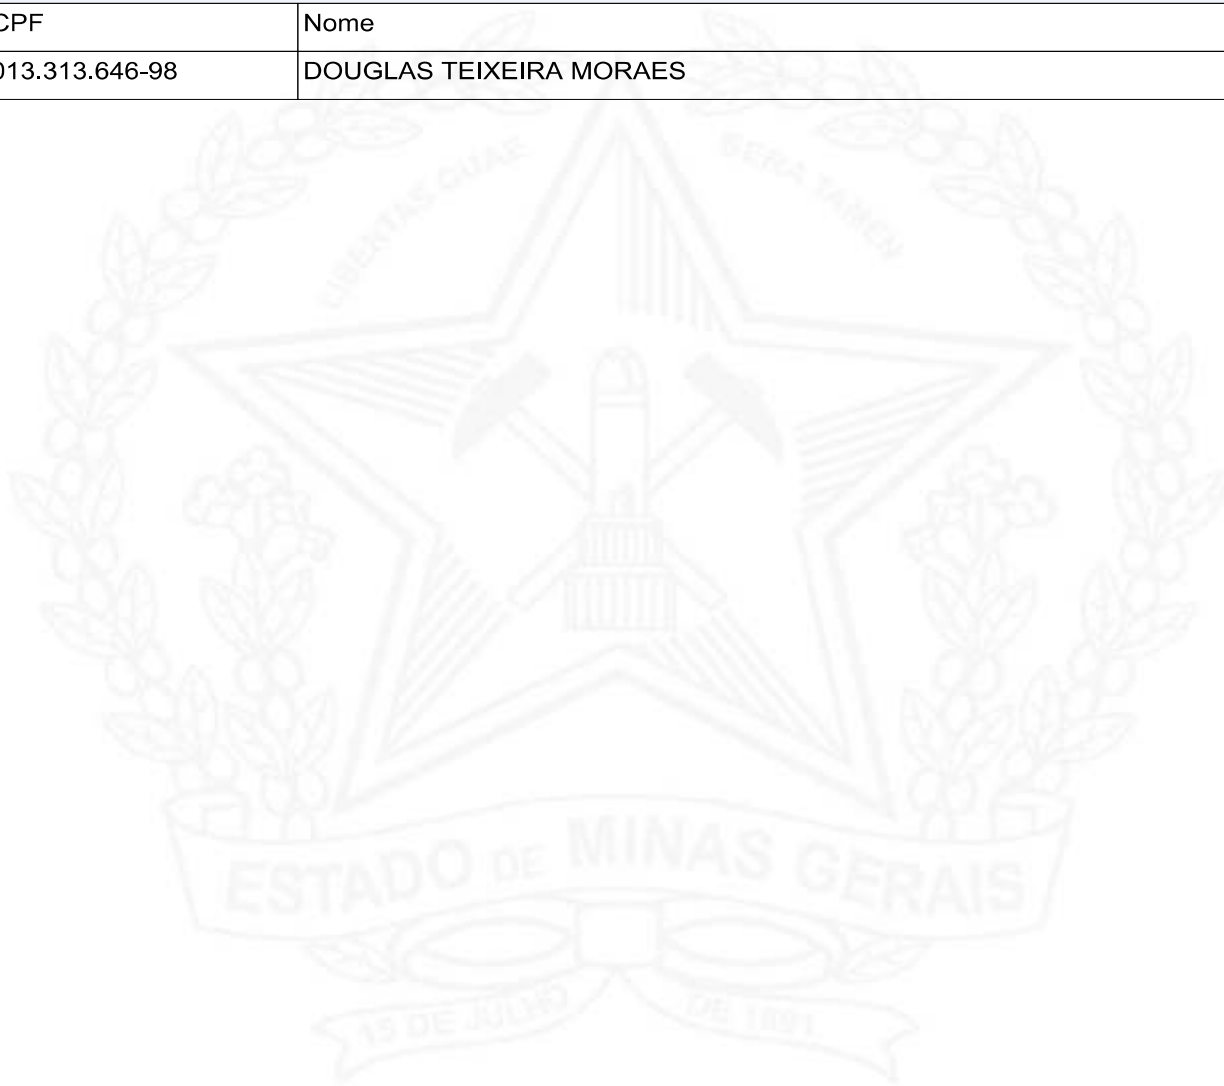 CPF Nome
013.313.646-98 DOUGLAS TEIXEIRA MORAES
LIBERTAS QUAE SERA TAMEN
ESTADO DE MINAS GERAIS
15 DE JULHO DE 1891